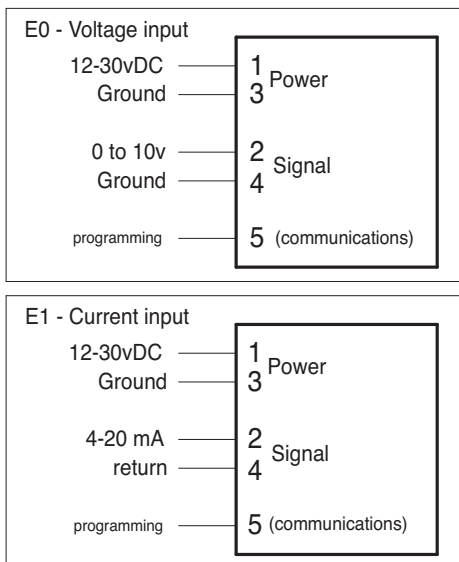 E0 - Voltage input
12-30vDC 1 Power
Ground 3
0 to 10v 2 Signal
Ground 4
programming 5 (communications)
E1 - Current input
12-30vDC 1 Power
Ground 3
4-20 mA 2 Signal
return 4
programming 5 (communications)